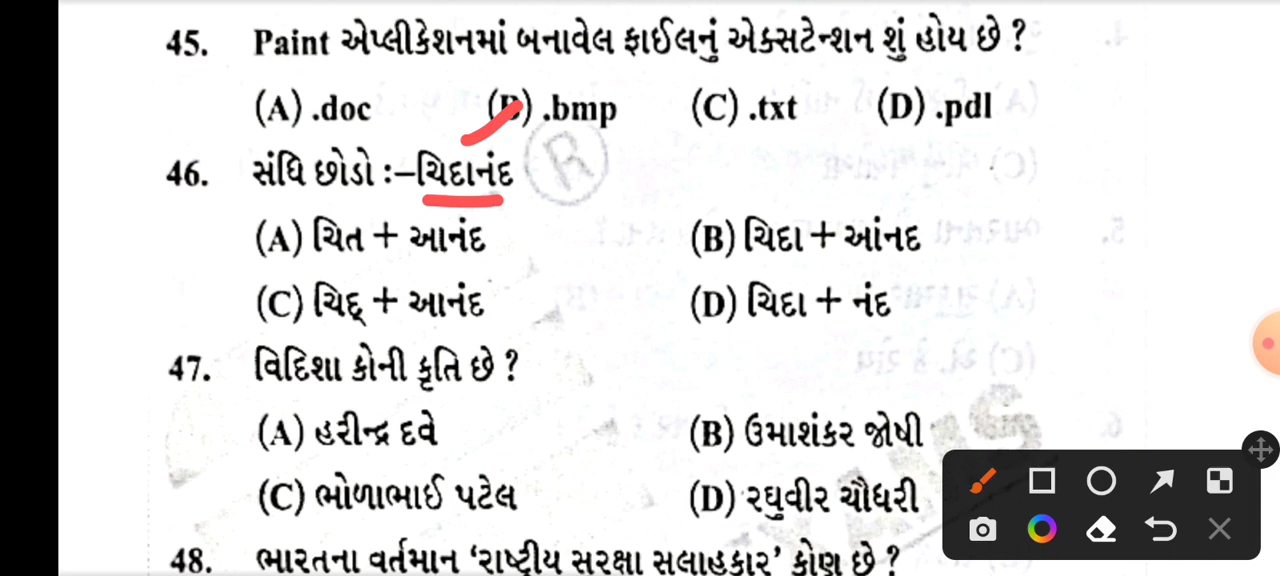 45. Paint એપ્લીકેશનમાં બનાવેલ ફાઈલનું એક્સટેન્શન શું હોય છે ?
(A) .doc (B) .bmp (C) .txt (D) .pdl
46. સંધિ છોડો :–ચિદાનંદ
(A) ચિત + આનંદ (B) ચિદા + આંનદ
(C) ચિદ્ + આનંદ (D) ચિદા + નંદ
47. વિદિશા કોની કૃતિ છે ?
(A) હરીન્દ્ર દવે (B) ઉમાશંકર જોષી
(C) ભોળાભાઈ પટેલ (D) રઘુવીર ચૌધરી
48. ભારતના વર્તમાન ‘રાષ્ટ્રીય સરક્ષા સલાહકાર’ કોણ છે ?